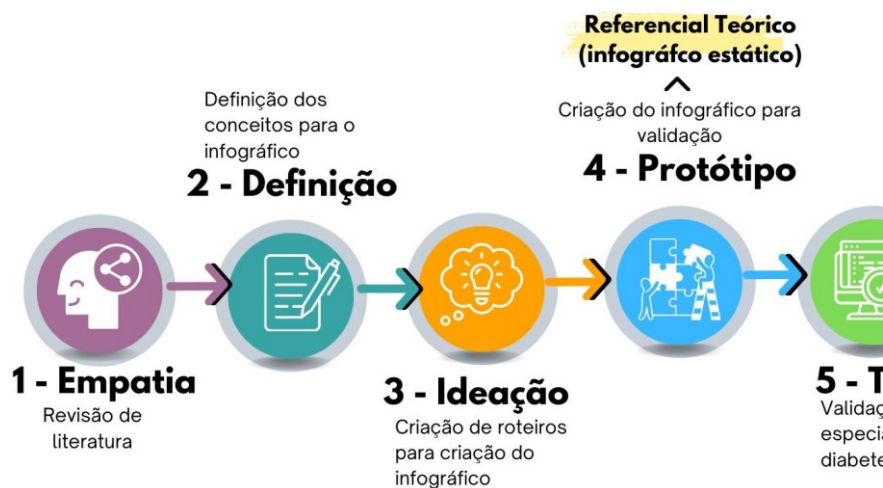 Referencial Teórico
(infográfco estático)
Criação do infográfico para
validação
4 - Protótipo
Definição dos
conceitos para o
infográfico
2 - Definição
1 - Empatia
Revisão de
literatura
3 - Ideação
Criação de roteiros
para criação do
infográfico
5 -